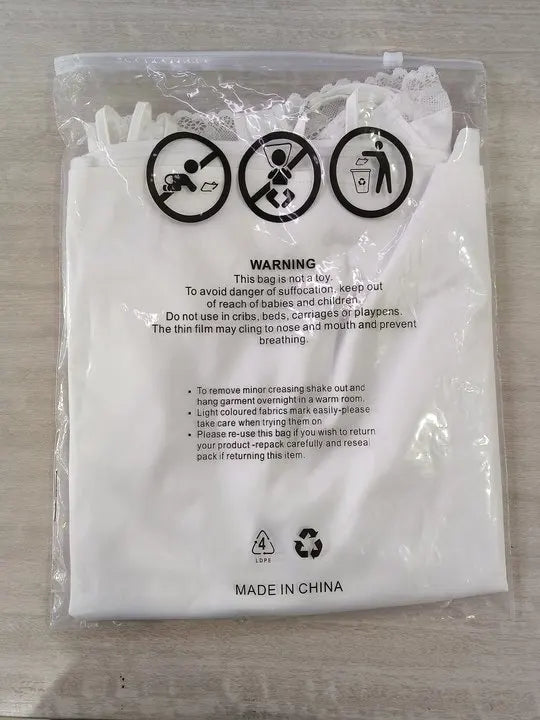 WARNING
This bag is not a toy.
To avoid danger of suffocation, keep out
of reach of babies and children.
Do not use in cribs, beds, carriages or playpens.
The thin film may cling to nose and mouth and prevent
breathing.
• To remove minor creasing shake out and
hang garment overnight in a warm room.
• Light coloured fabrics mark easily-please
take care when trying them on
• Please re-use this bag if you wish to return
your product -repack carefully and reseal
pack if returning this item.
4
LDPE
MADE IN CHINA